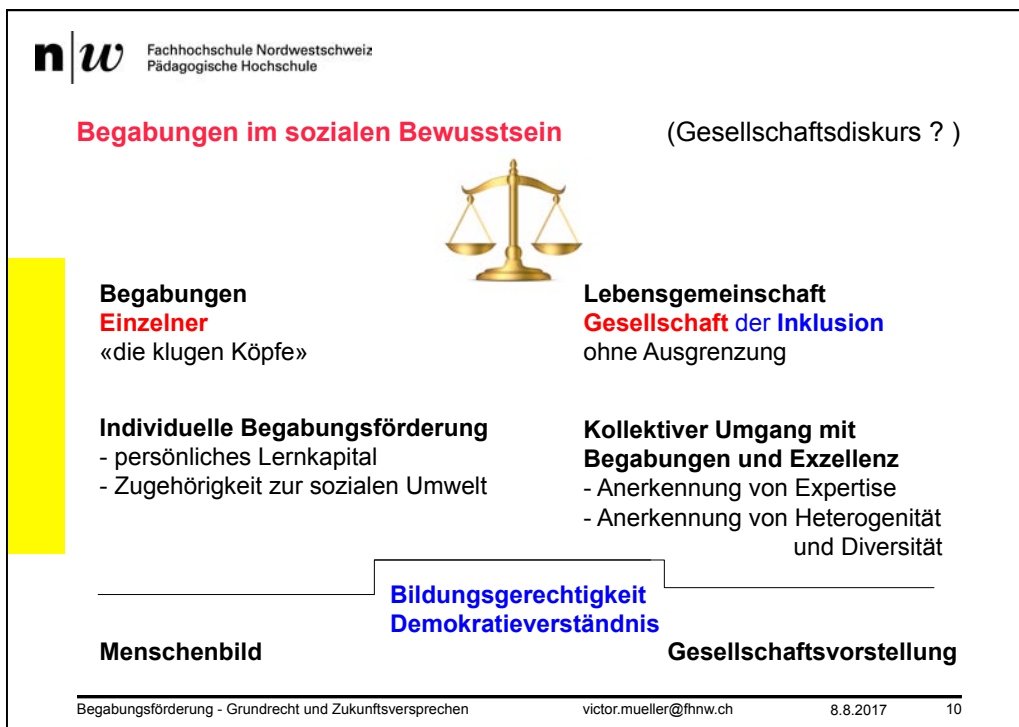 n|w Fachhochschule Nordwestschweiz
Pädagogische Hochschule
Begabungen im sozialen Bewusstsein (Gesellschaftsdiskurs ? )
Begabungen
Einzelner
«die klugen Köpfe»
Lebensgemeinschaft
Gesellschaft der Inklusion
ohne Ausgrenzung
Individuelle Begabungsförderung
- persönliches Lernkapital
- Zugehörigkeit zur sozialen Umwelt
Kollektiver Umgang mit
Begabungen und Exzellenz
- Anerkennung von Expertise
- Anerkennung von Heterogenität
und Diversität
Bildungsgerechtigkeit
Demokratieverständnis
Menschenbild Gesellschaftsvorstellung
Begabungsförderung - Grundrecht und Zukunftsversprechen victor.mueller@fhnw.ch 8.8.2017 10